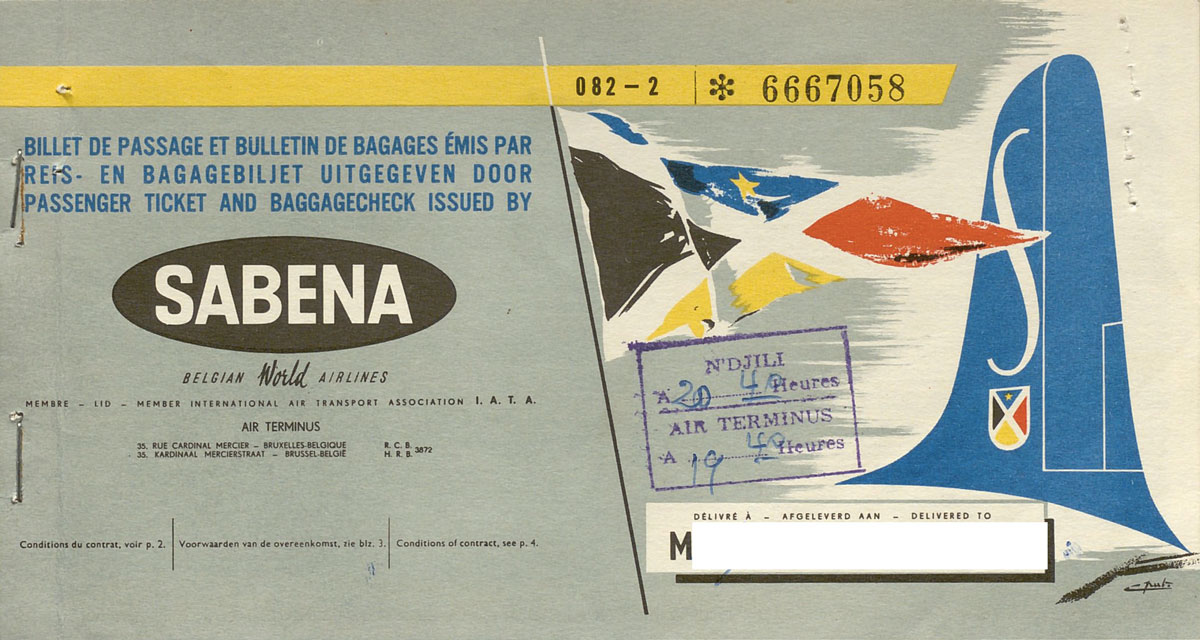 082-2 * 6667058
BILLET DE PASSAGE ET BULLETIN DE BAGAGES ÉMIS PAR
REIS- EN BAGAGEBILJET UITGEGEVEN DOOR
PASSENGER TICKET AND BAGGAGECHECK ISSUED BY
SABENA
BELGIAN World AIRLINES
MEMBRE – LID – MEMBER INTERNATIONAL AIR TRANSPORT ASSOCIATION I. A. T. A.
AIR TERMINUS
35, RUE CARDINAL MERCIER – BRUXELLES-BELGIQUE R. C. B.
35, KARDINAAL MERCIERSTRAAT – BRUSSEL-BELGIË H. R. B. 3872
Conditions du contrat, voir p. 2.
Voorwaarden van de overeenkomst, zie blz. 3.
Conditions of contract, see p. 4.
S
N'DJILI
A 20 40 Heures
AIR TERMINUS
A 19 40 Heures
DÉLIVRÉ À – AFGELEVERD AAN – DELIVERED TO
M